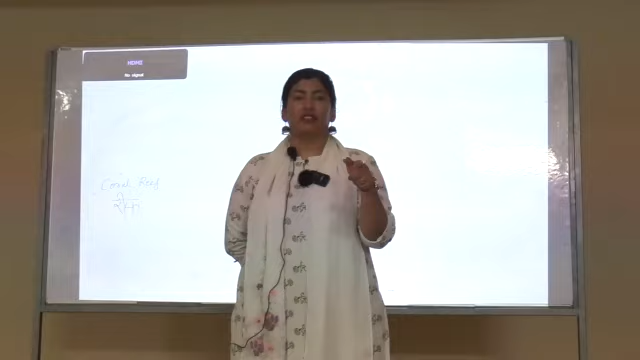 HDMI
No signal
Coral Reef
रीफ